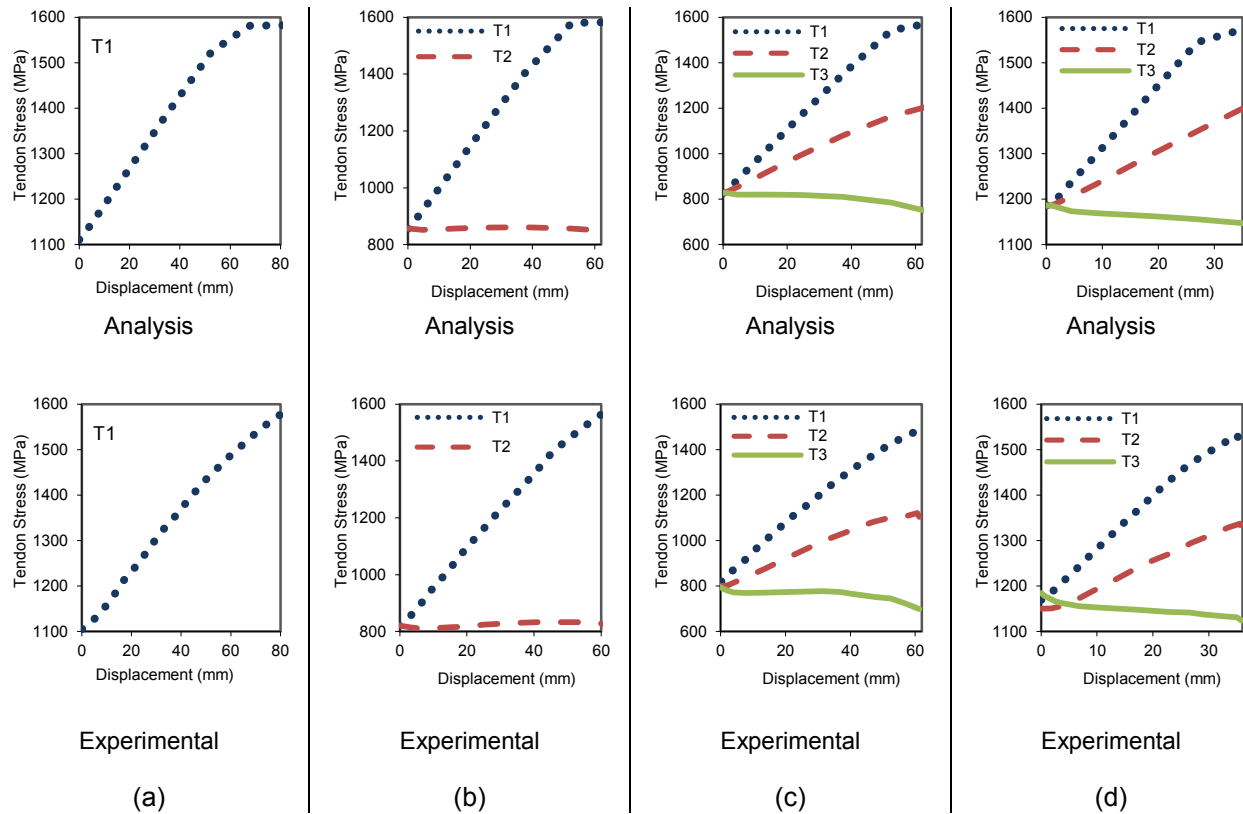 Tendon Stress (MPa)
1600
1500
1400
1300
1200
1100
T1
0 20 40 60 80
Displacement (mm)
Analysis
Tendon Stress (MPa)
1600
1400
1200
1000
800
T1
T2
0 20 40 60
Displacement (mm)
Analysis
Tendon Stress (MPa)
1600
1400
1200
1000
800
600
T1
T2
T3
0 20 40 60
Displacement (mm)
Analysis
Tendon Stress (MPa)
1600
1500
1400
1300
1200
1100
T1
T2
T3
0 10 20 30
Displacement (mm)
Analysis
Tendon Stress (MPa)
1600
1500
1400
1300
1200
1100
T1
0 20 40 60 80
Displacement (mm)
Experimental
(a)
Tendon Stress (MPa)
1600
1400
1200
1000
800
T1
T2
0 20 40 60
Displacement (mm)
Experimental
(b)
Tendon Stress (MPa)
1600
1400
1200
1000
800
600
T1
T2
T3
0 20 40 60
Displacement (mm)
Experimental
(c)
Tendon Stress (MPa)
1600
1500
1400
1300
1200
1100
T1
T2
T3
0 10 20 30
Displacement (mm)
Experimental
(d)